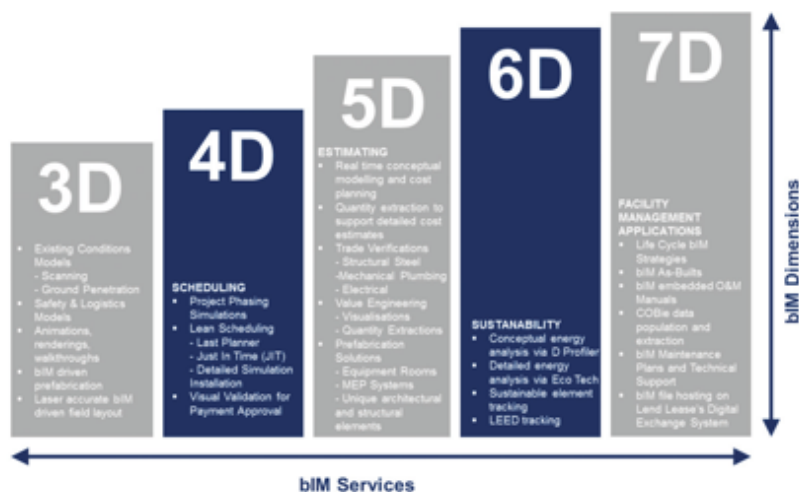 3D
Existing Conditions
Models
- Scanning
- Ground Penetration
Safety & Logistics
Models
Animations,
renderings,
walkthroughs
bIM driven
prefabrication
Laser accurate bIM
driven field layout
4D
SCHEDULING
Project Phasing
Simulations
Lean Scheduling
- Last Planner
- Just In Time (JIT)
- Detailed Simulation
Installation
Visual Validation for
Payment Approval
5D
ESTIMATING
Real time conceptual
modelling and cost
planning
Quantity extraction to
support detailed cost
estimates
Trade Verifications
- Structural Steel
-Mechanical Plumbing
- Electrical
Value Engineering
- Visualisations
- Quantity Extractions
Prefabrication
Solutions
- Equipment Rooms
- MEP Systems
- Unique architectural
and structural
elements
6D
SUSTANABILITY
Conceptual energy
analysis via D Profiler
Detailed energy
analysis via Eco Tech
Sustainable element
tracking
LEED tracking
7D
FACILITY
MANAGEMENT
APPLICATIONS
Life Cycle bIM
Strategies
bIM As-Builts
bIM embedded O&M
Manuals
COBie data
population and
extraction
bIM Maintenance
Plans and Technical
Support
bIM file hosting on
Lend Lease's Digital
Exchange System
bIM Dimensions
bIM Services